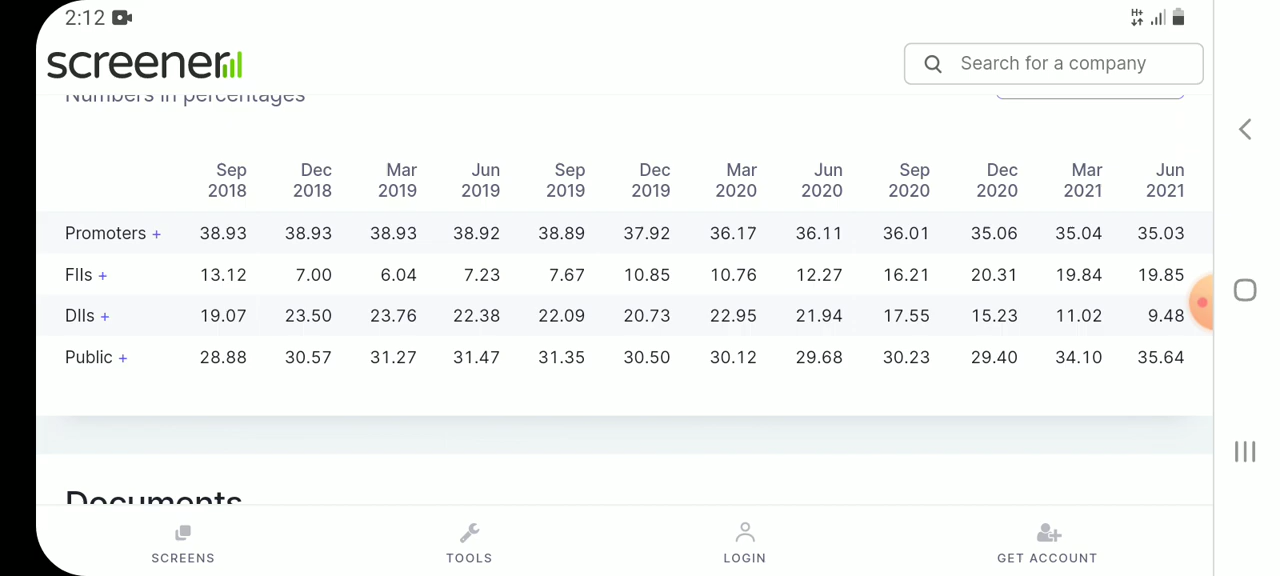 2:12
screener
Search for a company
Numbers in percentages
Sep 2018 Dec 2018 Mar 2019 Jun 2019 Sep 2019 Dec 2019 Mar 2020 Jun 2020 Sep 2020 Dec 2020 Mar 2021 Jun 2021
Promoters + 38.93 38.93 38.93 38.92 38.89 37.92 36.17 36.11 36.01 35.06 35.04 35.03
FIIs + 13.12 7.00 6.04 7.23 7.67 10.85 10.76 12.27 16.21 20.31 19.84 19.85
DIIs + 19.07 23.50 23.76 22.38 22.09 20.73 22.95 21.94 17.55 15.23 11.02 9.48
Public + 28.88 30.57 31.27 31.47 31.35 30.50 30.12 29.68 30.23 29.40 34.10 35.64
Documents
SCREENS TOOLS LOGIN GET ACCOUNT